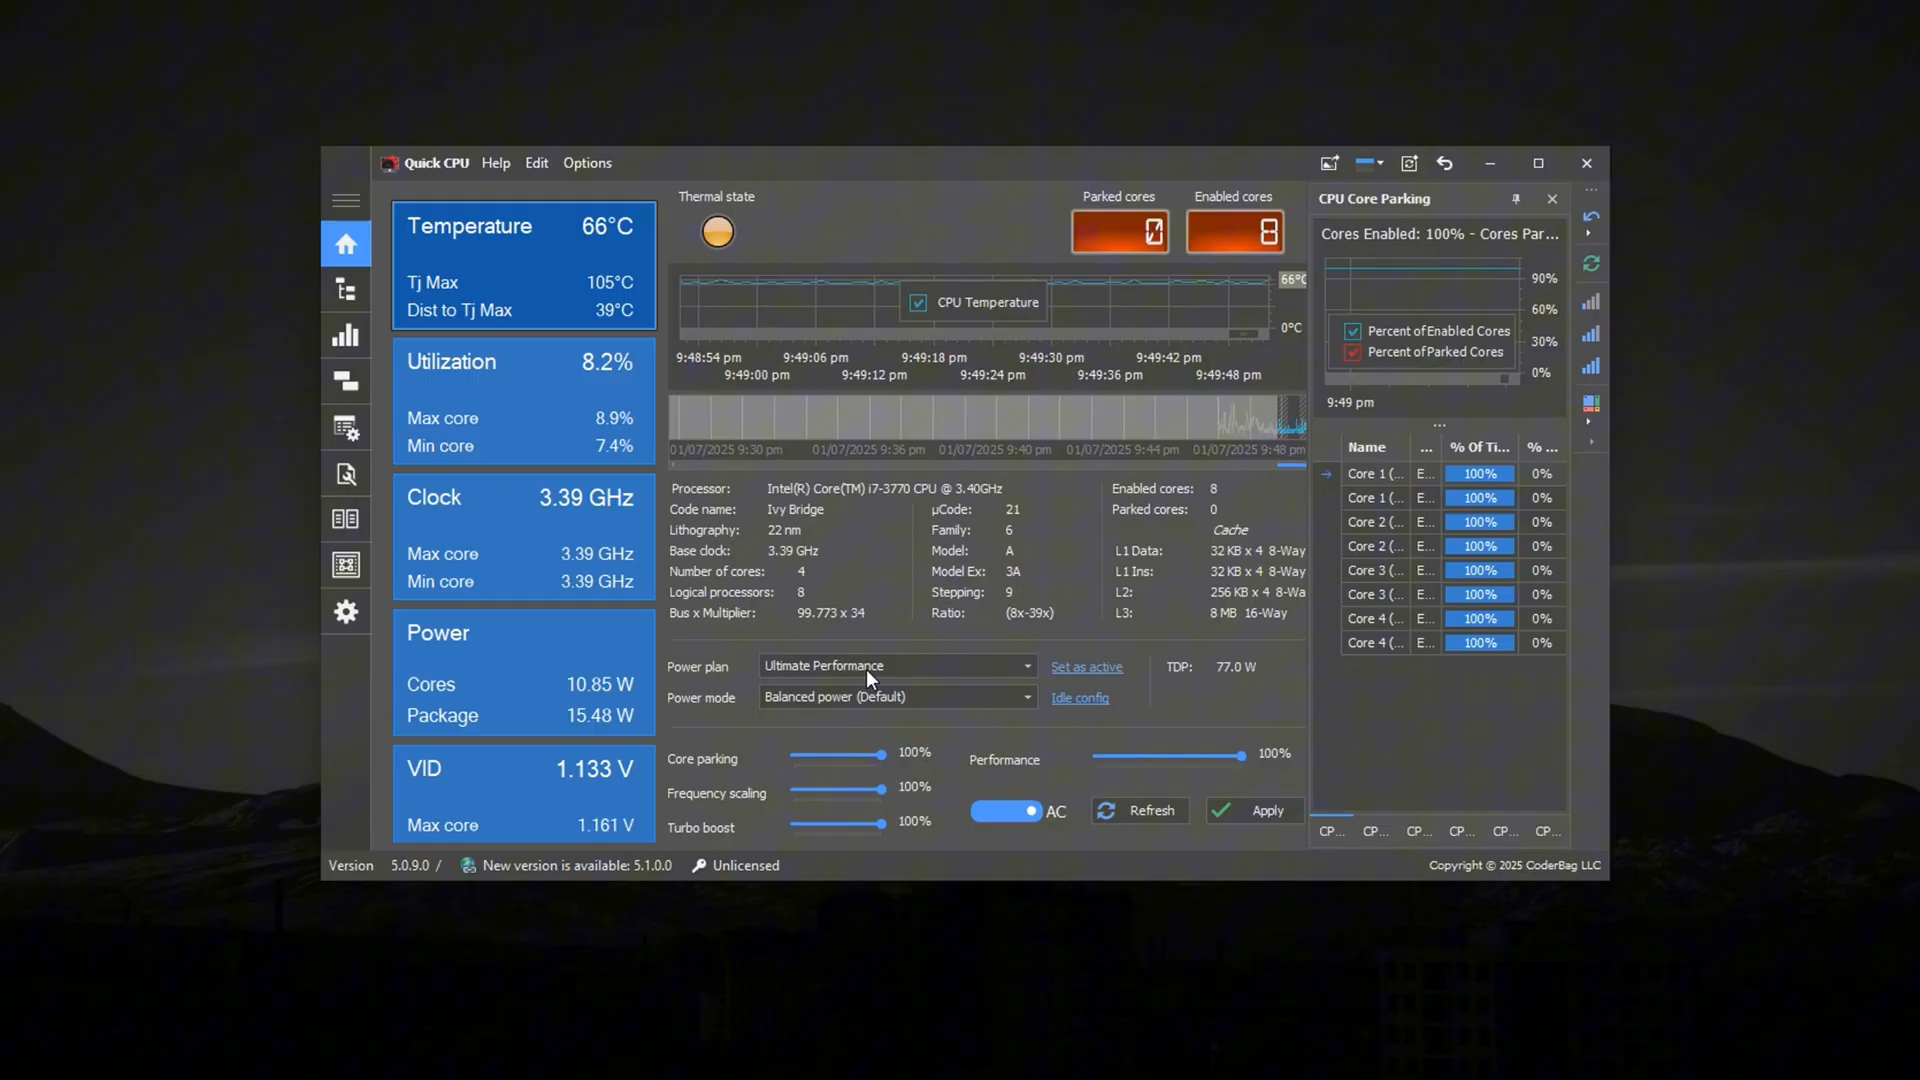 Quick CPU Help Edit Options
Temperature 66°C
Tj Max 105°C
Dist to Tj Max 39°C
Utilization 8.2%
Max core 8.9%
Min core 7.4%
Clock 3.39 GHz
Max core 3.39 GHz
Min core 3.39 GHz
Power
Cores 10.85 W
Package 15.48 W
VID 1.133 V
Max core 1.161 V
Thermal state Parked cores Enabled cores
0 8
66°C
CPU Temperature
0°C
9:48:54 pm 9:49:06 pm 9:49:18 pm 9:49:30 pm 9:49:42 pm
9:49:00 pm 9:49:12 pm 9:49:24 pm 9:49:36 pm 9:49:48 pm
01/07/2025 9:30 pm 01/07/2025 9:36 pm 01/07/2025 9:40 pm 01/07/2025 9:44 pm 01/07/2025 9:48 pm
Processor: Intel(R) Core(TM) i7-3770 CPU @ 3.40GHz Enabled cores: 8
Code name: Ivy Bridge µCode: 21 Parked cores: 0
Lithography: 22 nm Family: 6 Cache
Base clock: 3.39 GHz Model: A L1 Data: 32 KB x 4 8-Way
Number of cores: 4 Model Ex: 3A L1 Ins: 32 KB x 4 8-Way
Logical processors: 8 Stepping: 9 L2: 256 KB x 4 8-Wa
Bus x Multiplier: 99.773 x 34 Ratio: (8x-39x) L3: 8 MB 16-Way
Power plan Ultimate Performance Set as active TDP: 77.0 W
Power mode Balanced power (Default) Idle config
Core parking 100% Performance 100%
Frequency scaling 100%
Turbo boost 100%
AC Refresh Apply
CPU Core Parking
Cores Enabled: 100% - Cores Par...
90%
60%
Percent of Enabled Cores
30%
Percent of Parked Cores
0%
9:49 pm
...
Name ... % Of Ti... % ...
Core 1 (... E... 100% 0%
Core 1 (... E... 100% 0%
Core 2 (... E... 100% 0%
Core 2 (... E... 100% 0%
Core 3 (... E... 100% 0%
Core 3 (... E... 100% 0%
Core 4 (... E... 100% 0%
Core 4 (... E... 100% 0%
CP... CP... CP... CP... CP... CP...
Version 5.0.9.0 / New version is available: 5.1.0.0 Unlicensed Copyright © 2025 CoderBag LLC